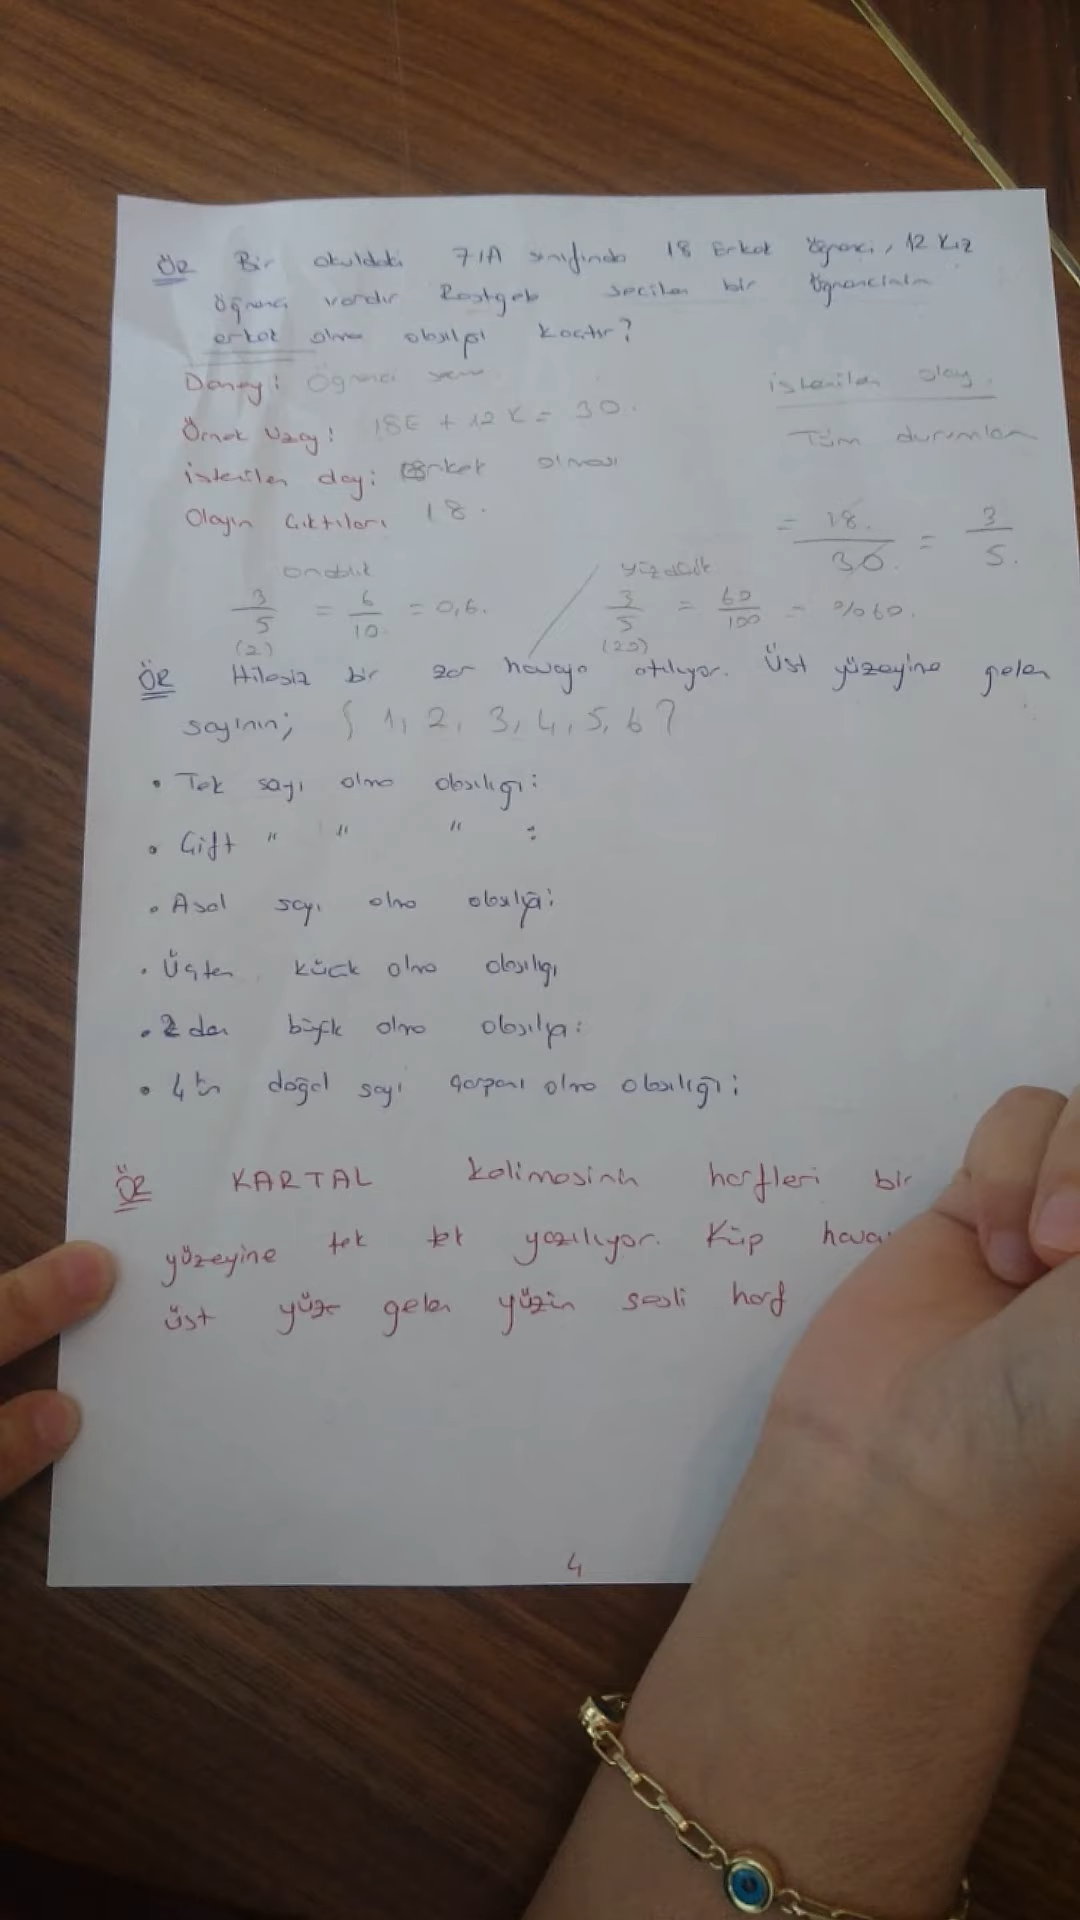 ÖR Bir okuldaki 7/A sınıfında 18 Erkek öğrenci, 12 Kız
öğrenci vardır Rastgele seçilen bir öğrencinin
erkek olma olasılığı kaçtır?
Deney: Öğrenci seçme
istenilen olay
Örnek Uzay: 18E + 12K = 30.
Tüm durumlar
istenilen olay: Erkek olması
Olayın Çıktıları 18.
= 18 / 30 = 3 / 5.
Ondalık
yüzdelik
3 / 5 = 6 / 10 = 0,6.
3 / 5 = 60 / 100 = %60.
(2)
(20)
ÖR Hilesiz bir zar havaya atılıyor. Üst yüzeyine gelen
sayının; { 1, 2, 3, 4, 5, 6 }
• Tek sayı olma olasılığı:
• Çift " " " :
• Asal sayı olma olasılığı:
• Üçten küçük olma olasılığı
• 2 den büyük olma olasılığı:
• 4'ün doğal sayı çarpanı olma olasılığı:
ÖR KARTAL kelimesinin harfleri bir
yüzeyine tek tek yazılıyor. Küp
üst yüze gelen yüzün sesli harf
4